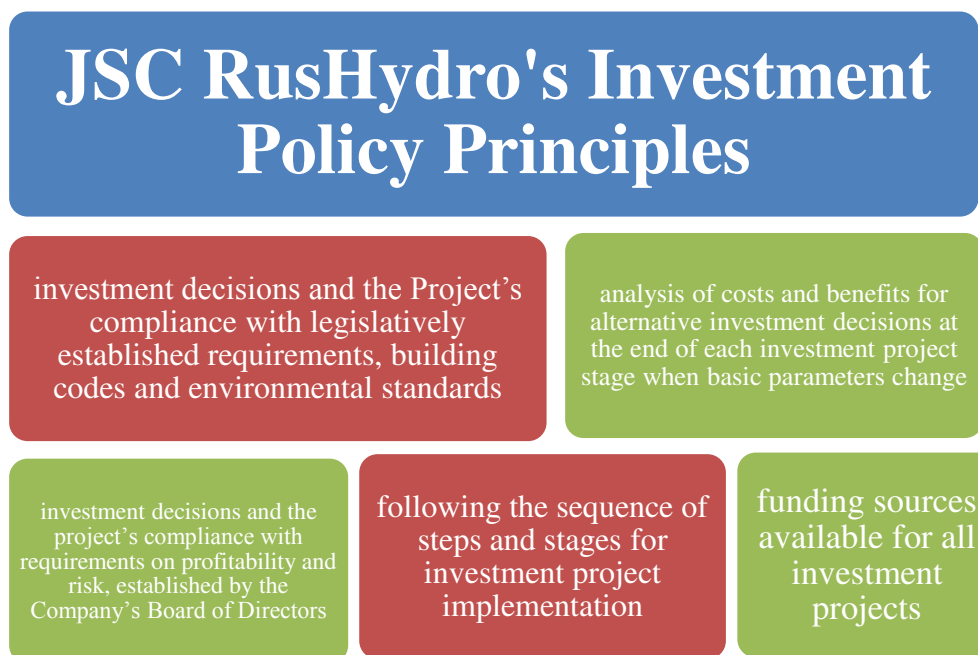 JSC RusHydro's Investment
Policy Principles
investment decisions and the Project’s
compliance with legislatively
established requirements, building
codes and environmental standards
analysis of costs and benefits for
alternative investment decisions at
the end of each investment project
stage when basic parameters change
investment decisions and the
project’s compliance with
requirements on profitability and
risk, established by the
Company’s Board of Directors
following the sequence of
steps and stages for
investment project
implementation
funding sources
available for all
investment
projects